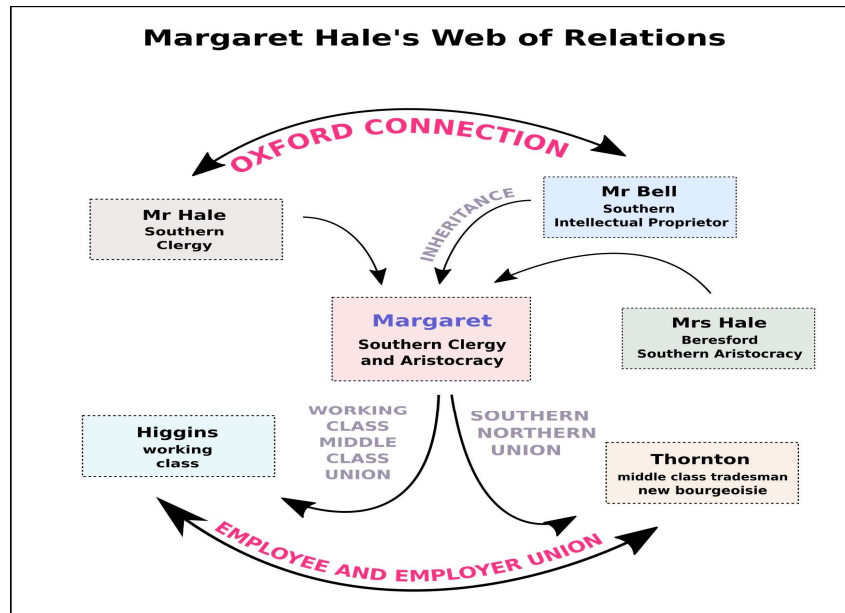 Margaret Hale's Web of Relations
OXFORD CONNECTION
Mr Hale
Southern
Clergy
INHERITANCE
Mr Bell
Southern
Intellectual Proprietor
Margaret
Southern Clergy
and Aristocracy
Mrs Hale
Beresford
Southern Aristocracy
Higgins
working
class
WORKING
CLASS
MIDDLE
CLASS
UNION
SOUTHERN
NORTHERN
UNION
Thornton
middle class tradesman
new bourgeoisie
EMPLOYEE AND EMPLOYER UNION